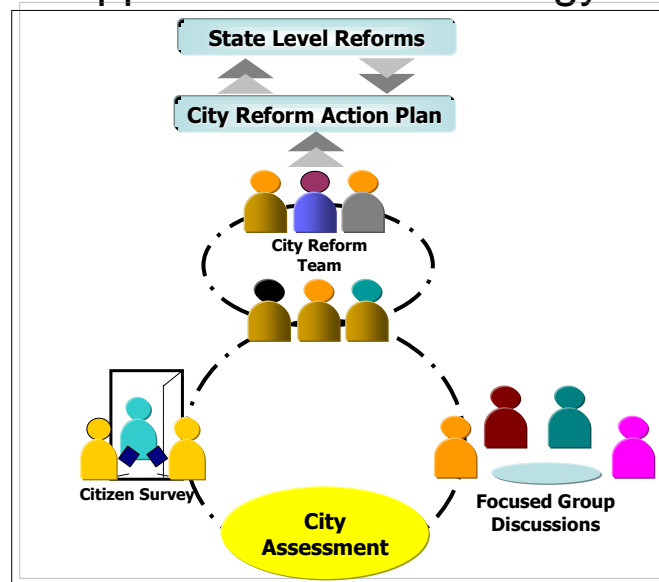 State Level Reforms
City Reform Action Plan
City Reform
Team
Citizen Survey
City
Assessment
Focused Group
Discussions